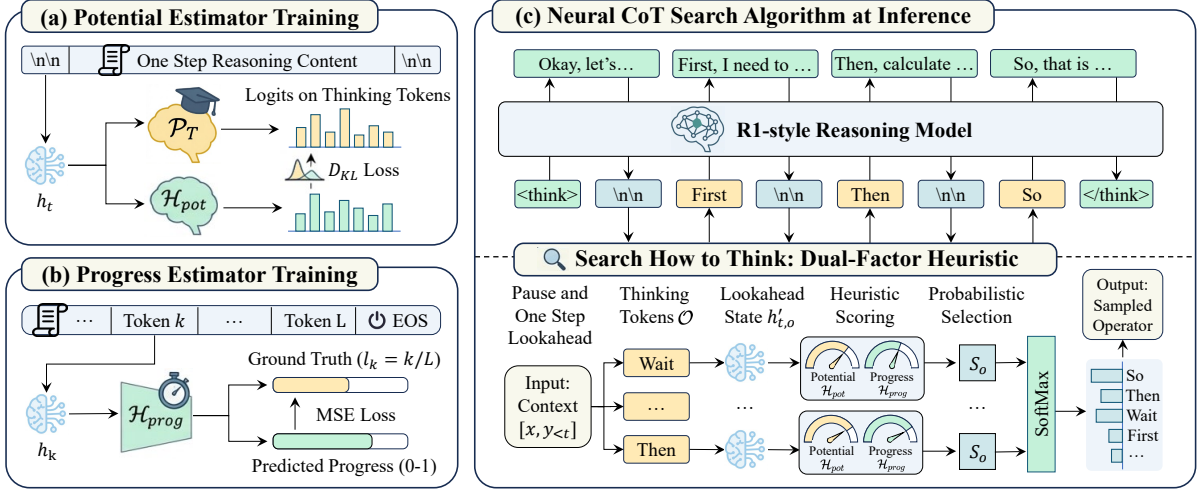 (a) Potential Estimator Training
\n\n
One Step Reasoning Content
\n\n
Logits on Thinking Tokens
𝒫_T
D_KL Loss
ℋ_pot
h_t
(b) Progress Estimator Training
...
Token k
...
Token L
EOS
Ground Truth (l_k = k/L)
ℋ_prog
MSE Loss
h_k
Predicted Progress (0-1)
(c) Neural CoT Search Algorithm at Inference
Okay, let's…
First, I need to …
Then, calculate …
So, that is …
R1-style Reasoning Model
<think>
\n\n
First
\n\n
Then
\n\n
So
</think>
Search How to Think: Dual-Factor Heuristic
Pause and
One Step
Lookahead
Thinking
Tokens 𝒪
Lookahead
State h'_{t,o}
Heuristic
Scoring
Probabilistic
Selection
Output:
Sampled
Operator
Input:
Context
[x, y_{<t}]
Wait
...
Then
...
Potential
ℋ_pot
Progress
ℋ_prog
...
Potential
ℋ_pot
Progress
ℋ_prog
S_o
...
S_o
SoftMax
So
Then
Wait
First
...